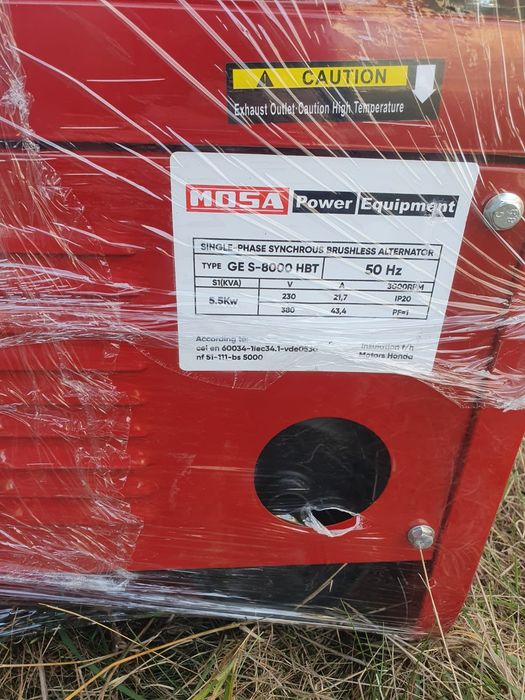 CAUTION
Exhaust Outlet·Caution High Temperature
MOSA Power Equipment
SINGLE-PHASE SYNCHROUS BRUSHLESS ALTERNATOR
TYPE GE S-8000 HBT 50 Hz
S1(KVA) V A 3000RPM
5.5Kw 230 21,7 IP20
380 43,4 PF=1
According to: Insulation f/h
cei en 60034-1iec34.1-vde0530 Motors Honda
nf 51-111-bs 5000